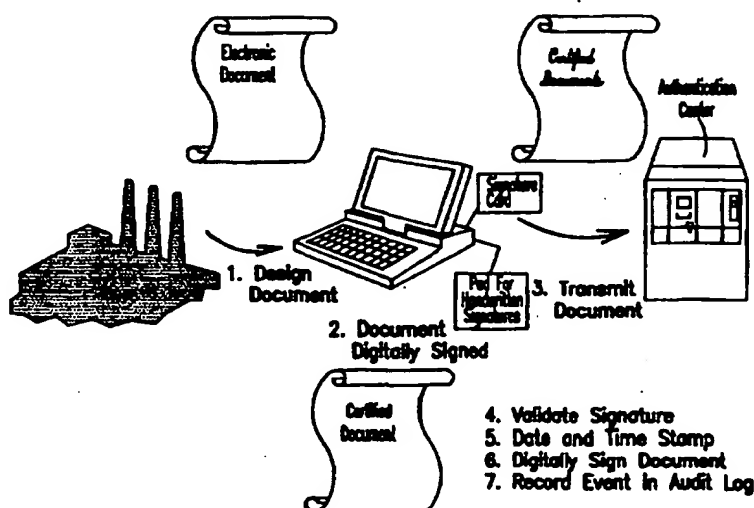 Electronic
Document
Certified
Documents
Authentication
Center
Signature
Card
1. Design
Document
Pad For
Handwritten
Signatures
3. Transmit
Document
2. Document
Digitally Signed
Certified
Document
4. Validate Signature
5. Date and Time Stamp
6. Digitally Sign Document
7. Record Event in Audit Log